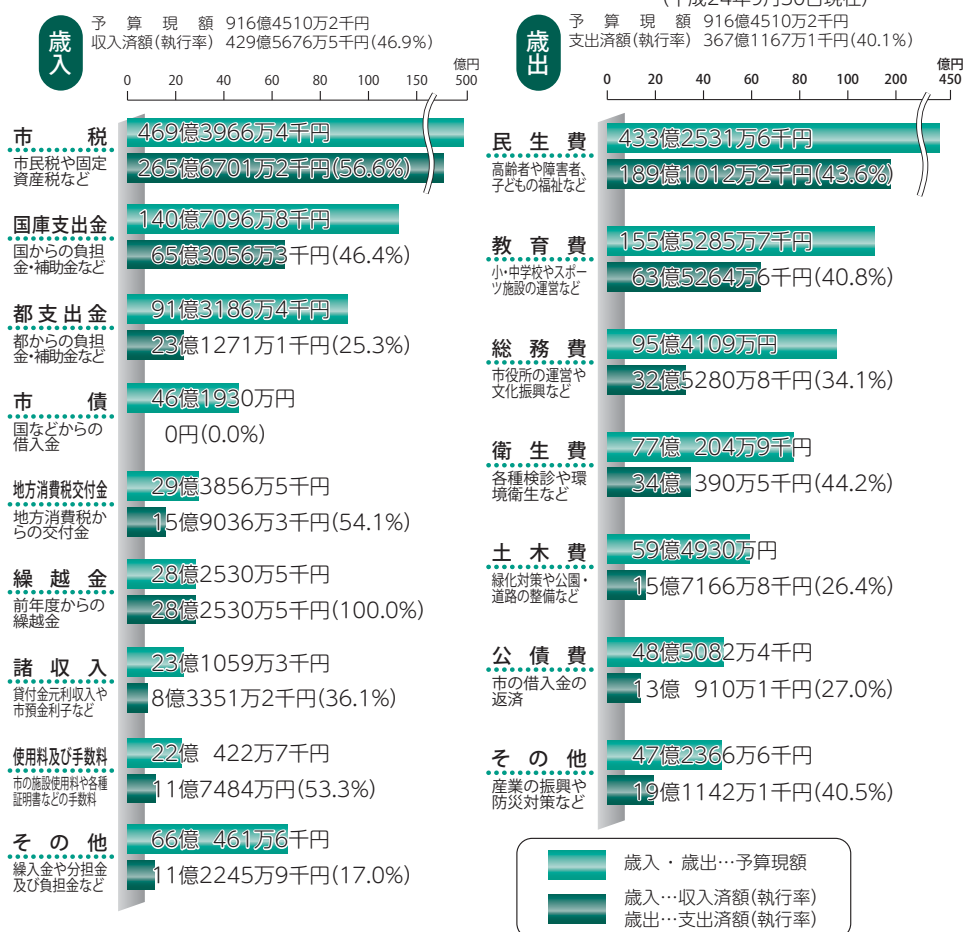 (平成24年9月30日現在)
歳入
予算現額 916億4510万2千円
収入済額(執行率) 429億5676万5千円(46.9%)
億円
0 20 40 60 80 100 150 500
市税
市民税や固定
資産税など
469億3966万4千円
265億6701万2千円(56.6%)
国庫支出金
国からの負担
金・補助金など
140億7096万8千円
65億3056万3千円(46.4%)
都支出金
都からの負担
金・補助金など
91億3186万4千円
23億1271万1千円(25.3%)
市債
国などからの
借入金
46億1930万円
0円(0.0%)
地方消費税交付金
地方消費税か
らの交付金
29億3856万5千円
15億9036万3千円(54.1%)
繰越金
前年度からの
繰越金
28億2530万5千円
28億2530万5千円(100.0%)
諸収入
貸付金元利収入や
市預金利子など
23億1059万3千円
8億3351万2千円(36.1%)
使用料及び手数料
市の施設使用料や各種
証明書などの手数料
22億 422万7千円
11億7484万円(53.3%)
その他
繰入金や分担金
及び負担金など
66億 461万6千円
11億2245万9千円(17.0%)
歳出
予算現額 916億4510万2千円
支出済額(執行率) 367億1167万1千円(40.1%)
億円
0 20 40 60 80 100 200 450
民生費
高齢者や障害者、
子どもの福祉など
433億2531万6千円
189億1012万2千円(43.6%)
教育費
小・中学校やスポー
ツ施設の運営など
155億5285万7千円
63億5264万6千円(40.8%)
総務費
市役所の運営や
文化振興など
95億4109万円
32億5280万8千円(34.1%)
衛生費
各種検診や環
境衛生など
77億 204万9千円
34億 390万5千円(44.2%)
土木費
緑化対策や公園・
道路の整備など
59億4930万円
15億7166万8千円(26.4%)
公債費
市の借入金の
返済
48億5082万4千円
13億 910万1千円(27.0%)
その他
産業の振興や
防災対策など
47億2366万6千円
19億1142万1千円(40.5%)
歳入・歳出…予算現額
歳入…収入済額(執行率)
歳出…支出済額(執行率)